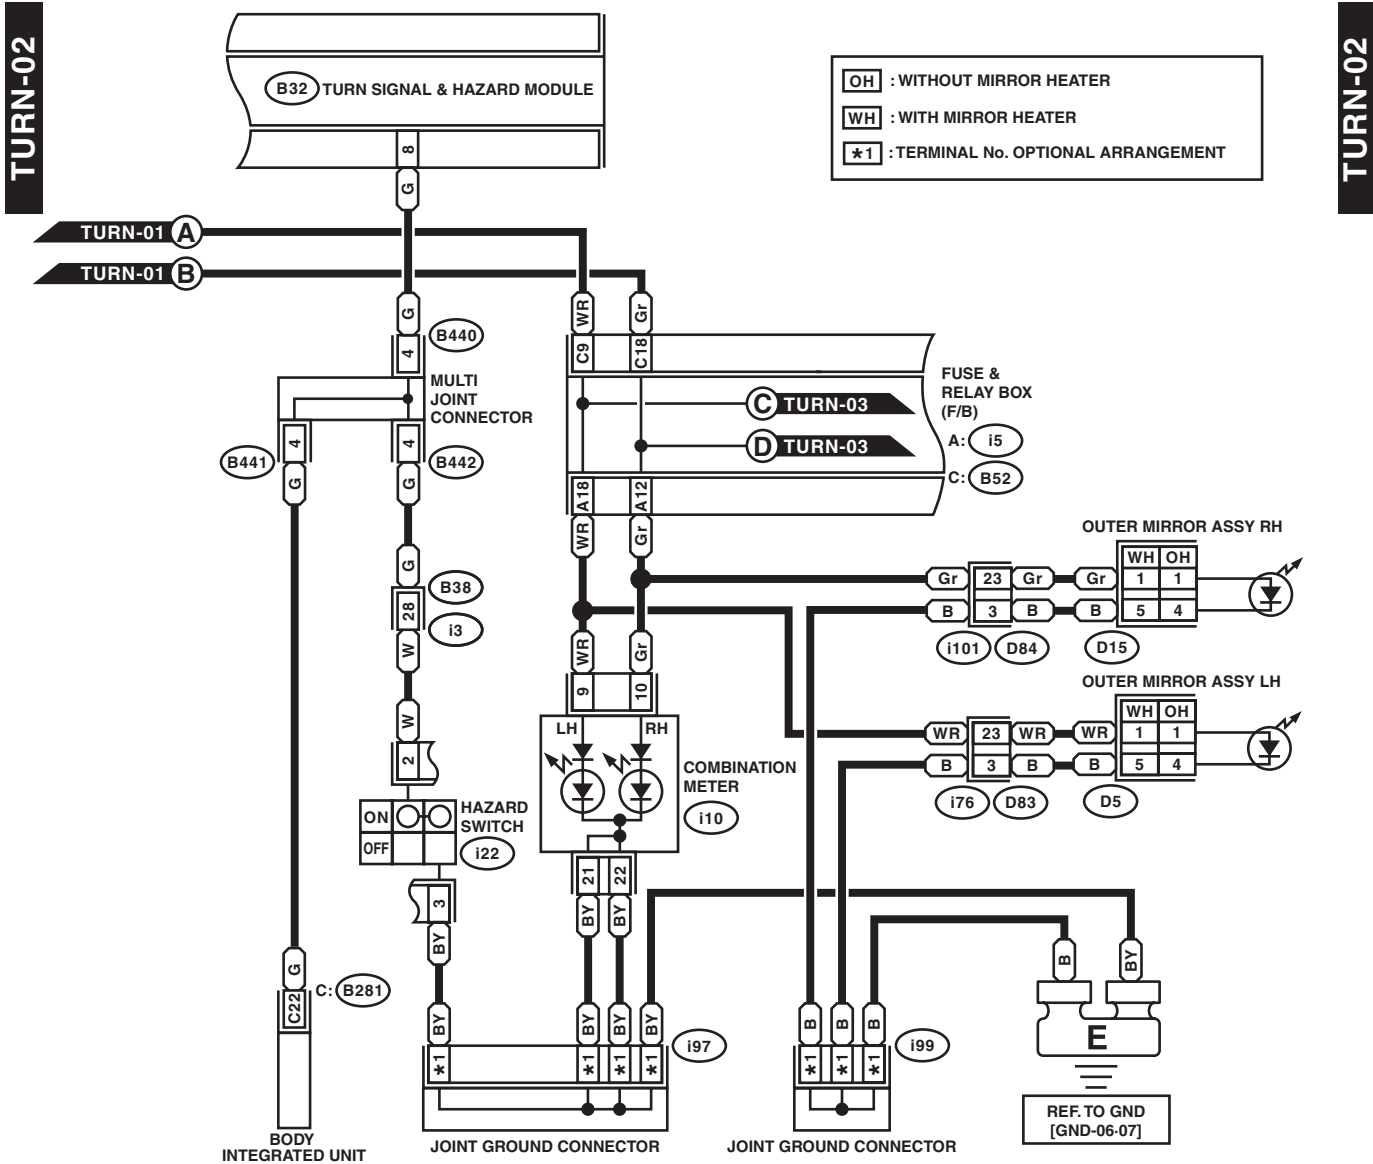 TURN-02
TURN-02
B32 TURN SIGNAL & HAZARD MODULE
8
G
OH : WITHOUT MIRROR HEATER
WH : WITH MIRROR HEATER
*1 : TERMINAL No. OPTIONAL ARRANGEMENT
TURN-01 A
TURN-01 B
G
WR
Gr
B440
4
C9
C18
MULTI
JOINT
CONNECTOR
C TURN-03
D TURN-03
FUSE &
RELAY BOX
(F/B)
A: i5
C: B52
4
4
B441
B442
G
G
A18
A12
WR
Gr
G
B38
28
i3
W
W
2
OUTER MIRROR ASSY RH
WH OH
Gr 23 Gr Gr 1 1
B 3 B B 5 4
i101 D84 D15
OUTER MIRROR ASSY LH
WH OH
WR 23 WR WR 1 1
B 3 B B 5 4
i76 D83 D5
WR
Gr
9
10
LH
RH
COMBINATION
METER
i10
HAZARD
SWITCH
i22
ON
OFF
3
BY
21
22
BY
BY
G
C22
C: B281
BY
BY
BY
BY
*1
*1
*1
*1
i97
B
B
B
*1
*1
*1
i99
B
BY
E
REF. TO GND
[GND-06·07]
BODY
INTEGRATED UNIT
JOINT GROUND CONNECTOR
JOINT GROUND CONNECTOR